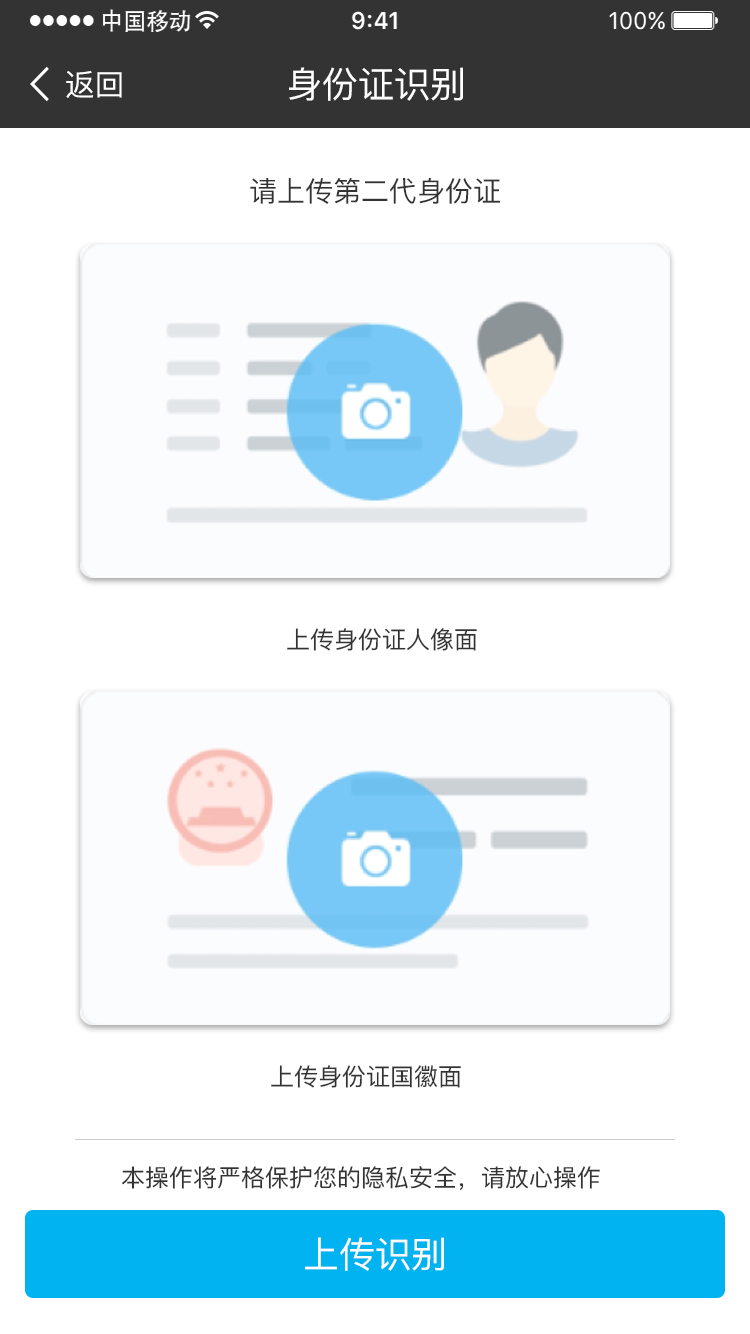 中国移动 9:41 100%
返回 身份证识别
请上传第二代身份证
上传身份证人像面
上传身份证国徽面
本操作将严格保护您的隐私安全，请放心操作
上传识别